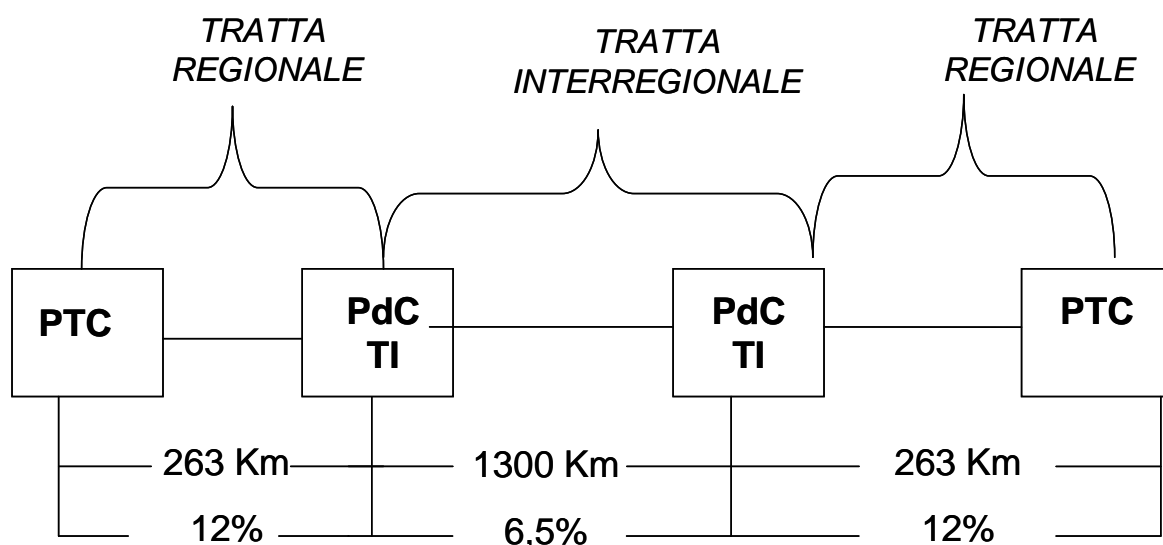 TRATTA
REGIONALE
TRATTA
INTERREGIONALE
TRATTA
REGIONALE
PTC
PdC
TI
PdC
TI
PTC
263 Km
1300 Km
263 Km
12%
6,5%
12%